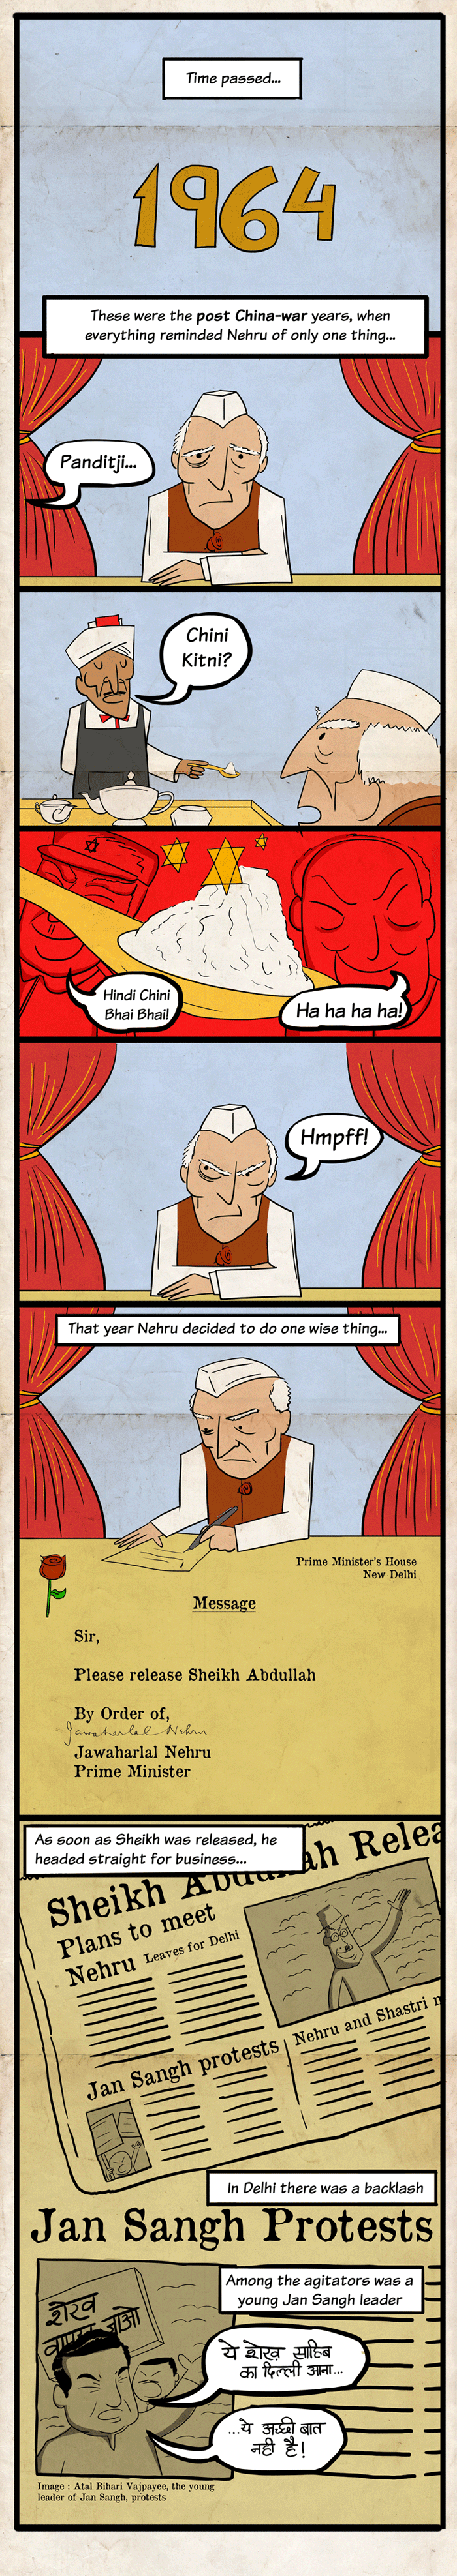 Time passed...
1964
These were the post China-war years, when
everything reminded Nehru of only one thing...
Panditji...
Chini
Kitni?
Hindi Chini
Bhai Bhai!
Ha ha ha ha!
Hmpff!
That year Nehru decided to do one wise thing...
Prime Minister's House
New Delhi
Message
Sir,
Please release Sheikh Abdullah
By Order of,
Jawaharlal Nehru
Jawaharlal Nehru
Prime Minister
As soon as Sheikh was released, he
headed straight for business...
Sheikh Abdullah Relea
Plans to meet
Nehru Leaves for Delhi
Jan Sangh protests
Nehru and Shastri
In Delhi there was a backlash
Jan Sangh Protests
Among the agitators was a
young Jan Sangh leader
शेख
वापस जाओ
ये शेख साहिब
का दिल्ली आना...
...ये अच्छी बात
नही है!
Image : Atal Bihari Vajpayee, the young
leader of Jan Sangh, protests